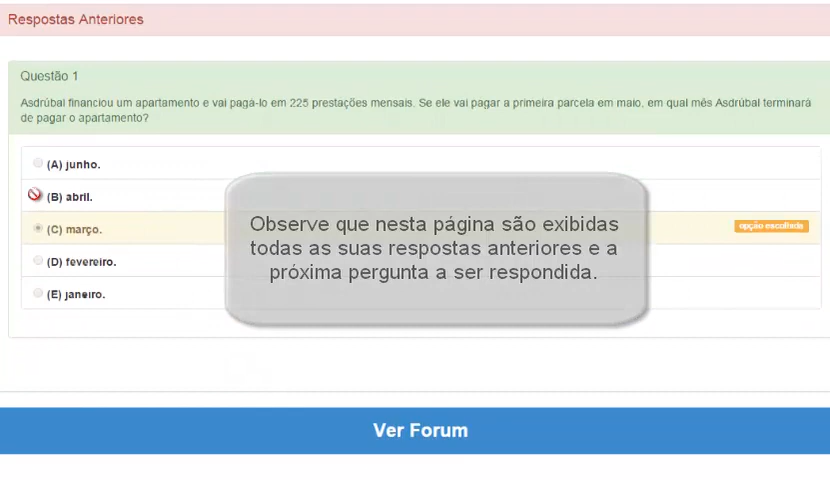 Respostas Anteriores
Questão 1
Asdrúbal financiou um apartamento e vai pagá-lo em 225 prestações mensais. Se ele vai pagar a primeira parcela em maio, em qual mês Asdrúbal terminará
de pagar o apartamento?
(A) junho.
(B) abril.
(C) março.
opção escolhida
(D) fevereiro.
(E) janeiro.
Observe que nesta página são exibidas
todas as suas respostas anteriores e a
próxima pergunta a ser respondida.
Ver Forum